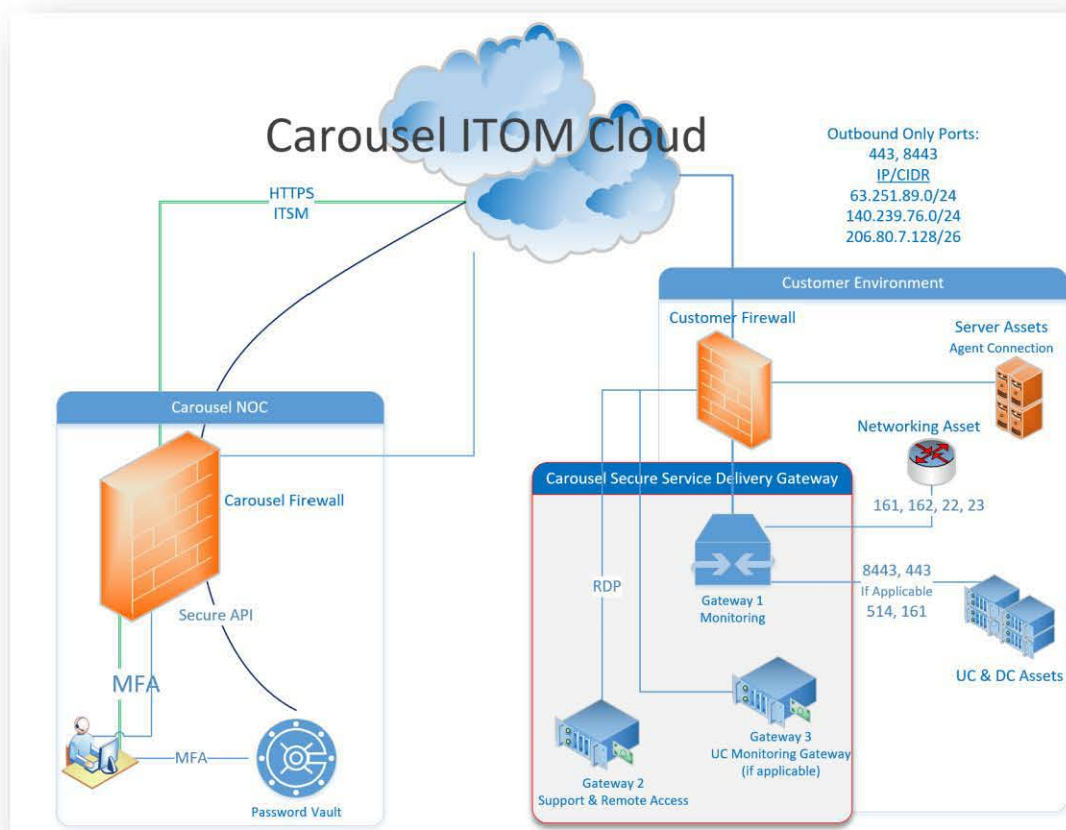 Carousel ITOM Cloud
Outbound Only Ports:
443, 8443
IP/CIDR
63.251.89.0/24
140.239.76.0/24
206.80.7.128/26
HTTPS
ITSM
Customer Environment
Customer Firewall
Server Assets
Agent Connection
Carousel NOC
Networking Asset
Carousel Secure Service Delivery Gateway
Carousel Firewall
161, 162, 22, 23
RDP
8443, 443
If Applicable
514, 161
Gateway 1
Monitoring
Secure API
UC & DC Assets
MFA
MFA
Gateway 3
UC Monitoring Gateway
(if applicable)
Gateway 2
Support & Remote Access
Password Vault